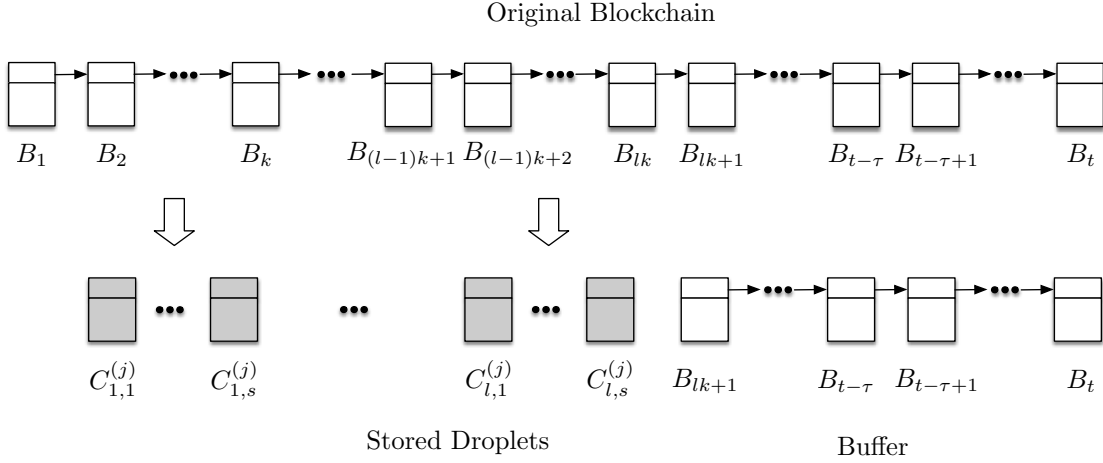 Original Blockchain
B_1 B_2 ••• B_k ••• B_{(l-1)k+1} B_{(l-1)k+2} ••• B_{lk} B_{lk+1} ••• B_{t-τ} B_{t-τ+1} ••• B_t
C_{1,1}^{(j)} ••• C_{1,s}^{(j)} ••• C_{l,1}^{(j)} ••• C_{l,s}^{(j)} B_{lk+1} ••• B_{t-τ} B_{t-τ+1} ••• B_t
Stored Droplets Buffer